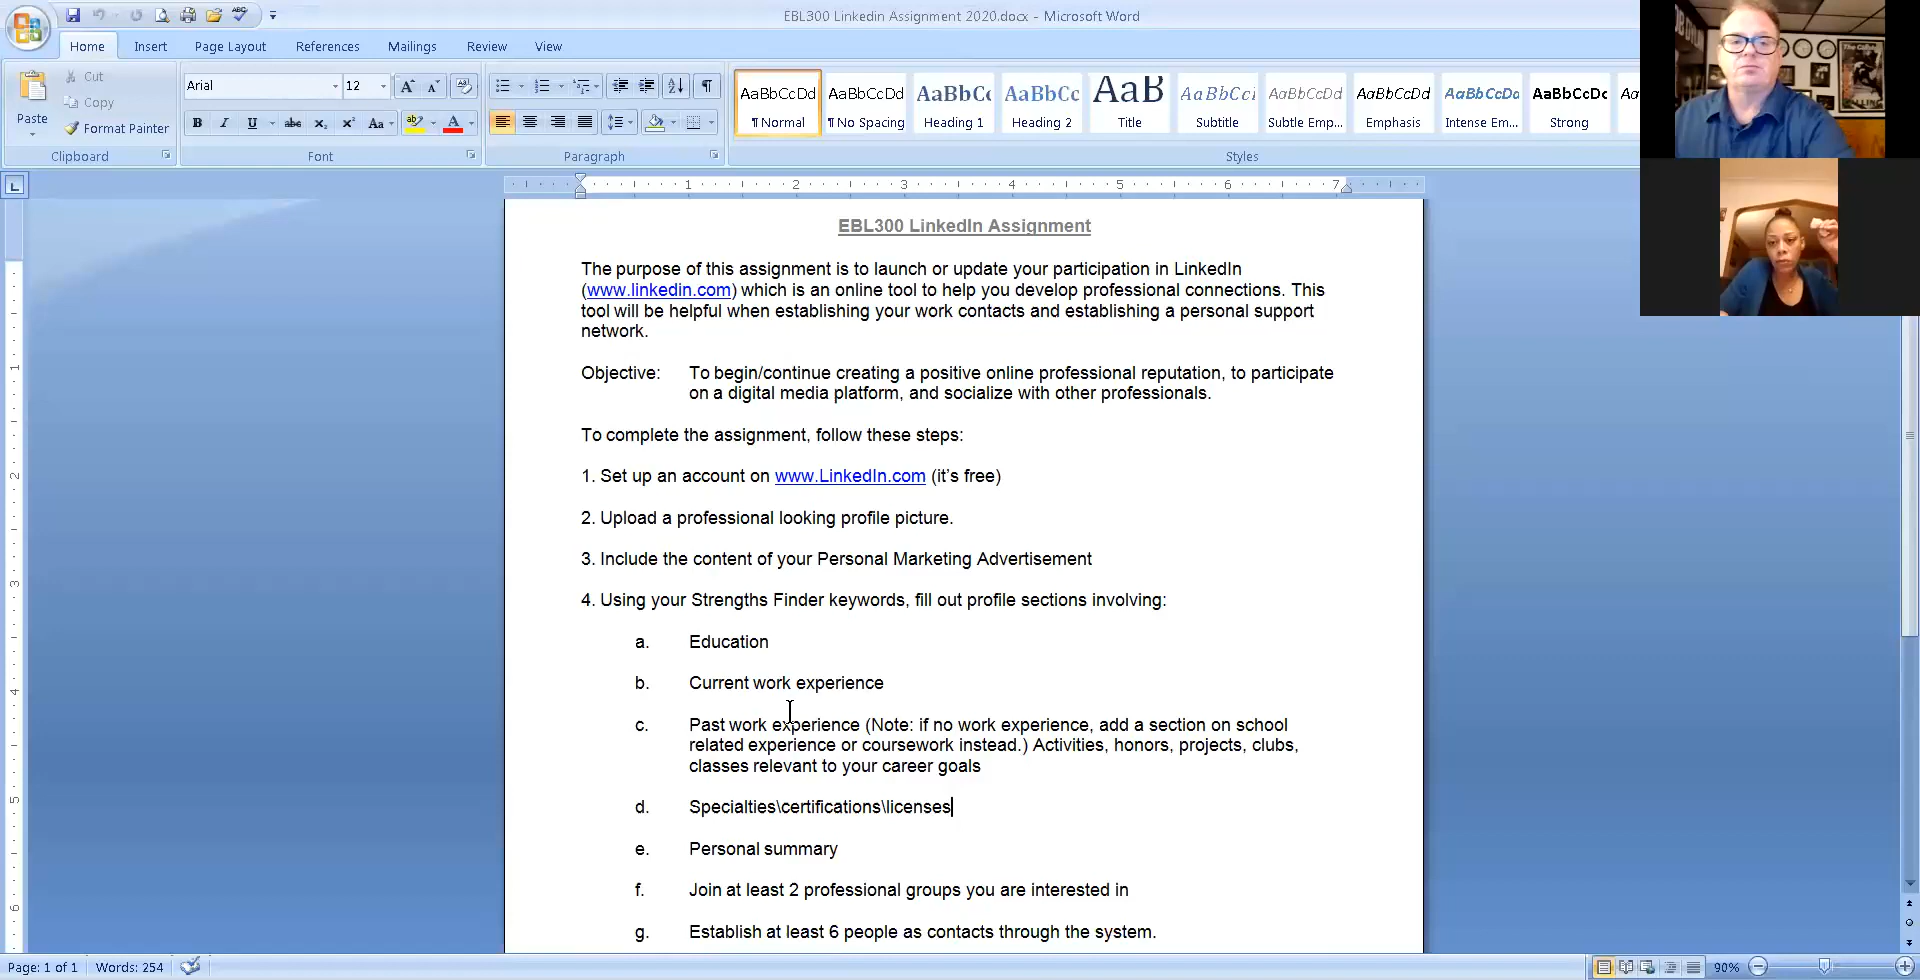 EBL300 Linkedin Assignment 2020.docx - Microsoft Word
Home Insert Page Layout References Mailings Review View
Paste
Cut
Copy
Format Painter
Clipboard
Arial 12
Font
Paragraph
AaBbCcDd AaBbCcDd AaBbCc AaBbCc AaB AaBbCcI AaBbCcDd AaBbCcDd AaBbCcDd AaBbCcDc Aa
¶ Normal ¶ No Spacing Heading 1 Heading 2 Title Subtitle Subtle Emp... Emphasis Intense Em... Strong
Styles
1 2 3 4 5 6 7
EBL300 LinkedIn Assignment
The purpose of this assignment is to launch or update your participation in LinkedIn
(www.linkedin.com) which is an online tool to help you develop professional connections. This
tool will be helpful when establishing your work contacts and establishing a personal support
network.
Objective: To begin/continue creating a positive online professional reputation, to participate
on a digital media platform, and socialize with other professionals.
To complete the assignment, follow these steps:
1. Set up an account on www.LinkedIn.com (it’s free)
2. Upload a professional looking profile picture.
3. Include the content of your Personal Marketing Advertisement
4. Using your Strengths Finder keywords, fill out profile sections involving:
a. Education
b. Current work experience
c. Past work experience (Note: if no work experience, add a section on school
related experience or coursework instead.) Activities, honors, projects, clubs,
classes relevant to your career goals
d. Specialties\certifications\licenses
e. Personal summary
f. Join at least 2 professional groups you are interested in
g. Establish at least 6 people as contacts through the system.
Page: 1 of 1 Words: 254 90%